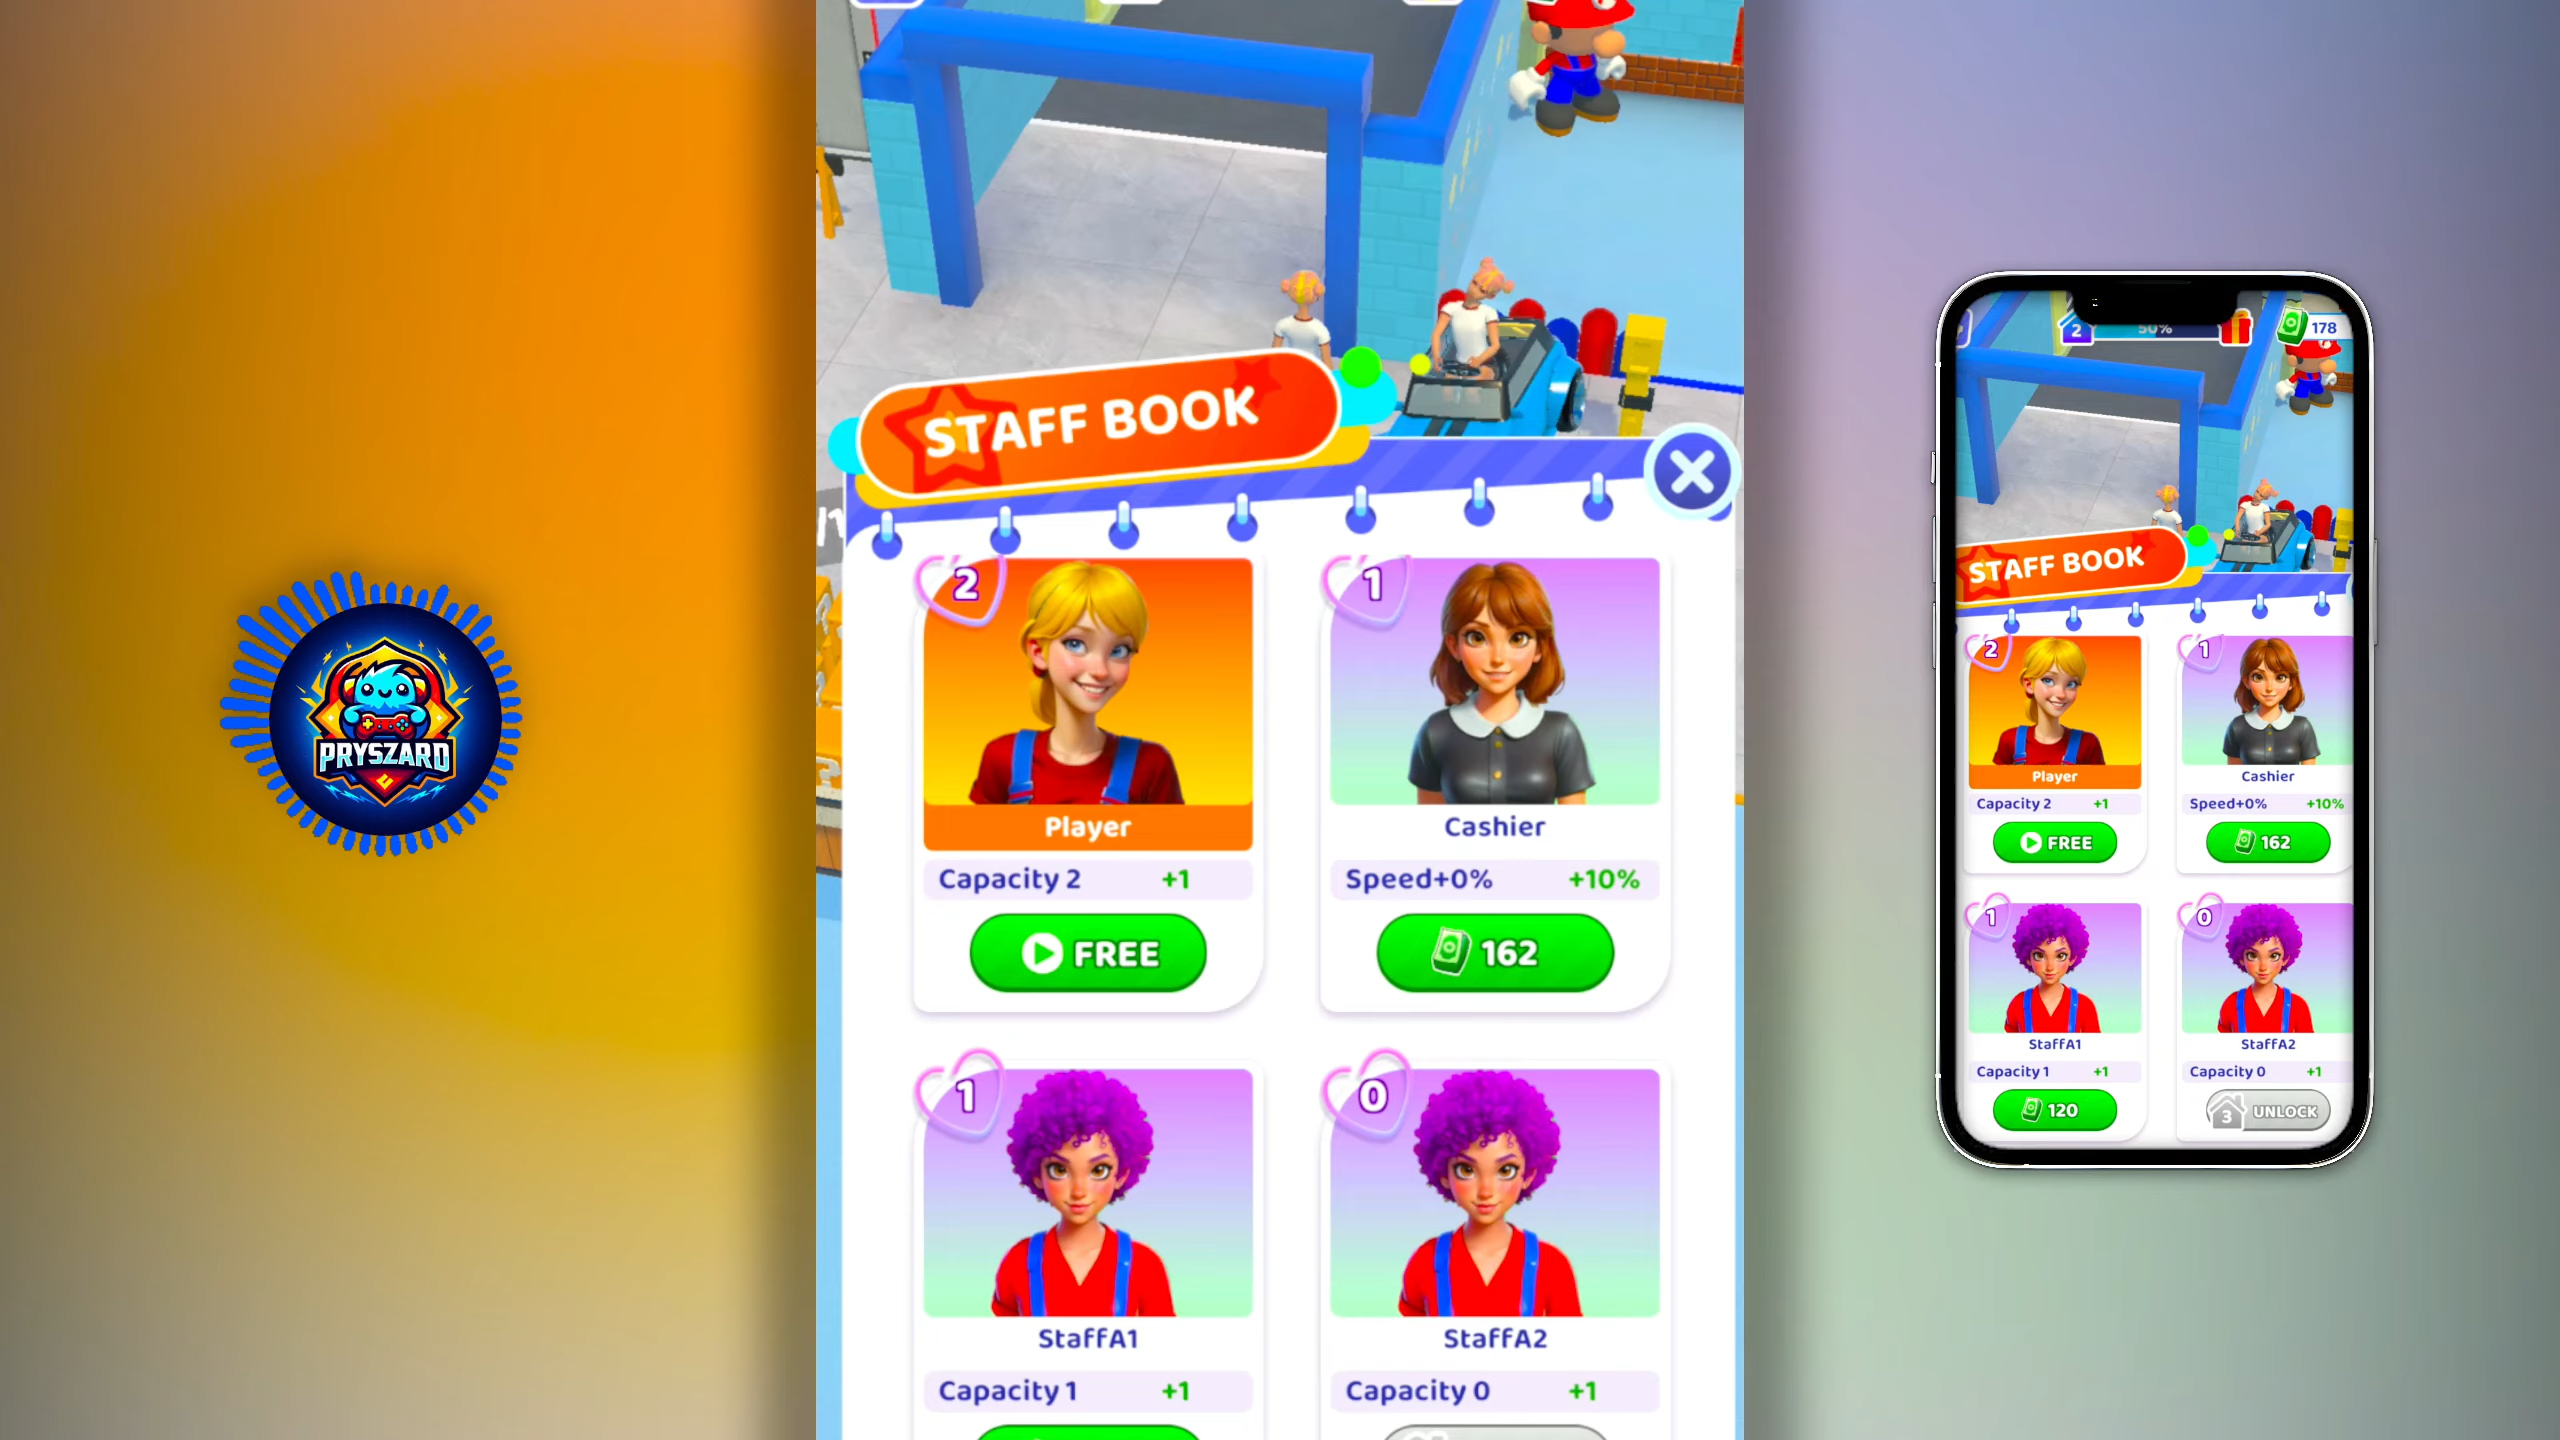 PRYSZARD
STAFF BOOK
2
1
Player
Cashier
Capacity 2 +1
Speed+0% +10%
FREE
162
1
0
StaffA1
StaffA2
Capacity 1 +1
Capacity 0 +1
2
50%
178
STAFF BOOK
2
1
Player
Cashier
Capacity 2 +1
Speed+0% +10%
FREE
162
1
0
StaffA1
StaffA2
Capacity 1 +1
Capacity 0 +1
120
3 UNLOCK